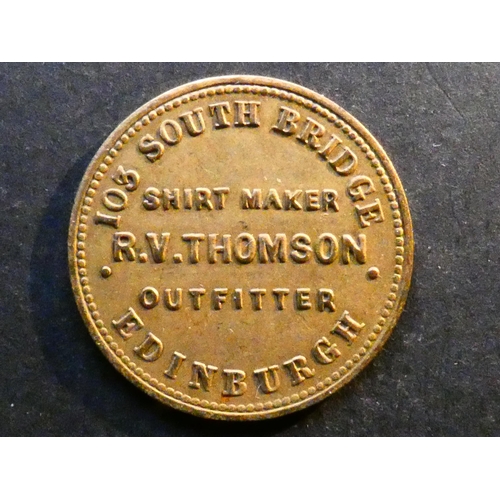 103 SOUTH BRIDGE
SHIRT MAKER
R.V. THOMSON
OUTFITTER
EDINBURGH